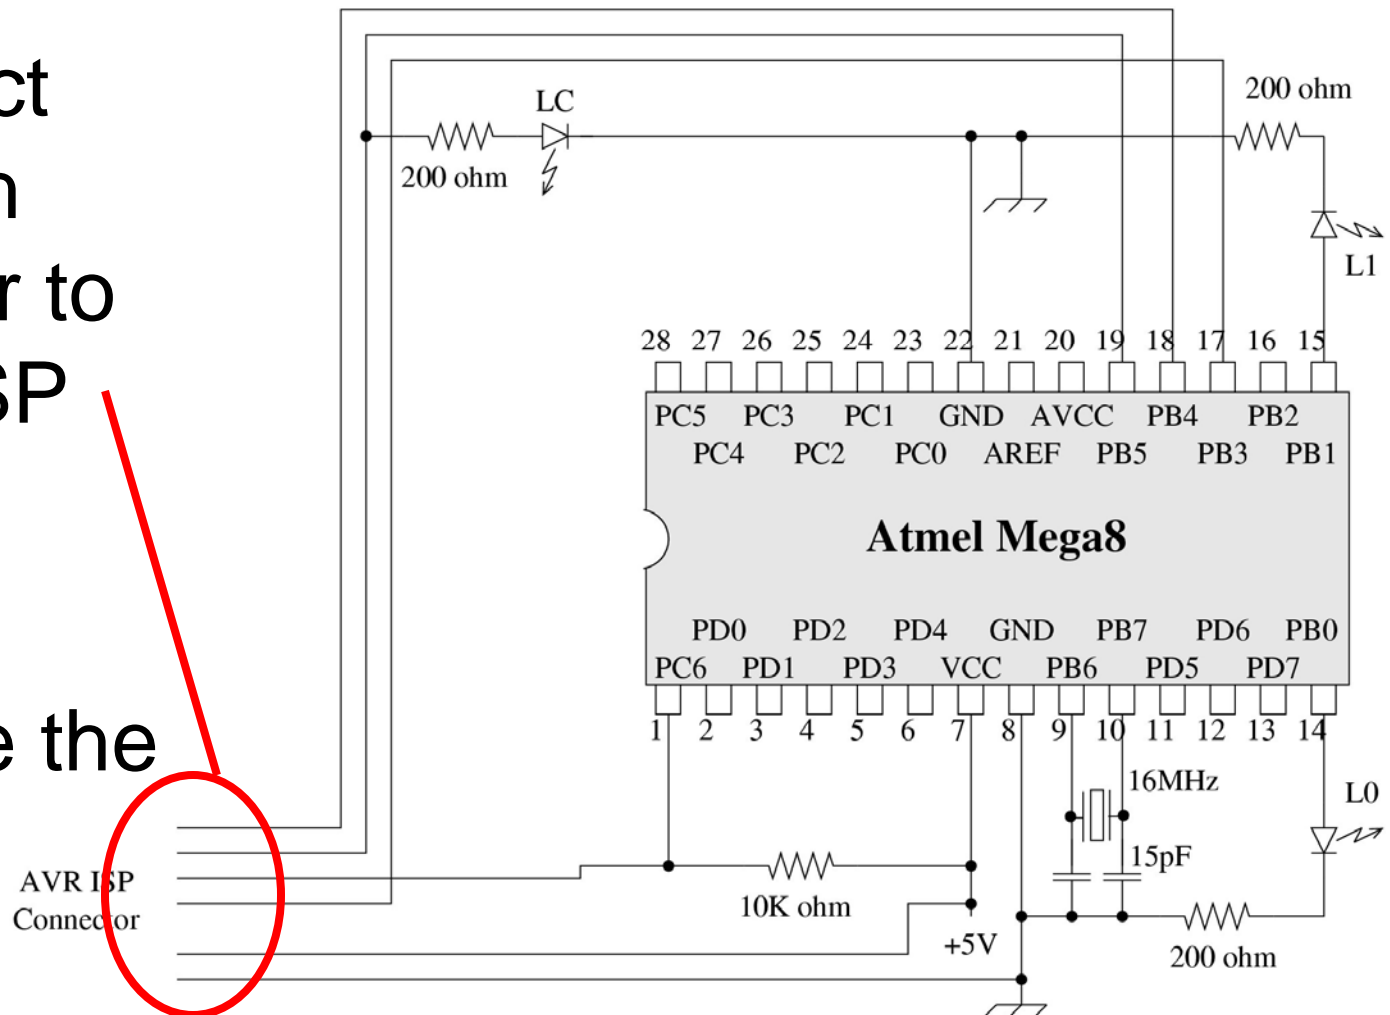 ct
n
r to
SP
e the
LC
200 ohm
200 ohm
L1
28 27 26 25 24 23 22 21 20 19 18 17 16 15
PC5 PC3 PC1 GND AVCC PB4 PB2
PC4 PC2 PC0 AREF PB5 PB3 PB1
Atmel Mega8
PD0 PD2 PD4 GND PB7 PD6 PB0
PC6 PD1 PD3 VCC PB6 PD5 PD7
1 2 3 4 5 6 7 8 9 10 11 12 13 14
16MHz
L0
15pF
AVR ISP
Connector
10K ohm
+5V
200 ohm